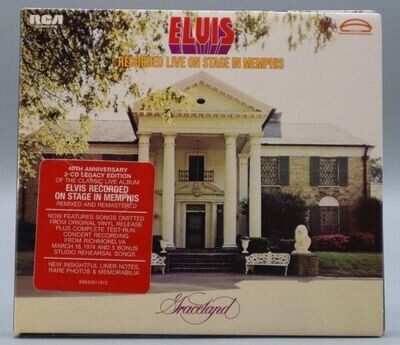 RCA
ELVIS
RECORDED LIVE ON STAGE IN MEMPHIS
40TH ANNIVERSARY
2-CD LEGACY EDITION
OF THE CLASSIC LIVE ALBUM
ELVIS RECORDED
ON STAGE IN MEMPHIS
REMIXED AND REMASTERED
NOW FEATURES SONGS OMITTED
FROM ORIGINAL VINYL RELEASE
PLUS COMPLETE TEST-RUN
CONCERT RECORDING
FROM RICHMOND, VA
MARCH 18, 1974 AND 5 BONUS
STUDIO REHEARSAL SONGS
NEW INSIGHTFUL LINER NOTES,
RARE PHOTOS & MEMORABILIA
88843011972
Graceland